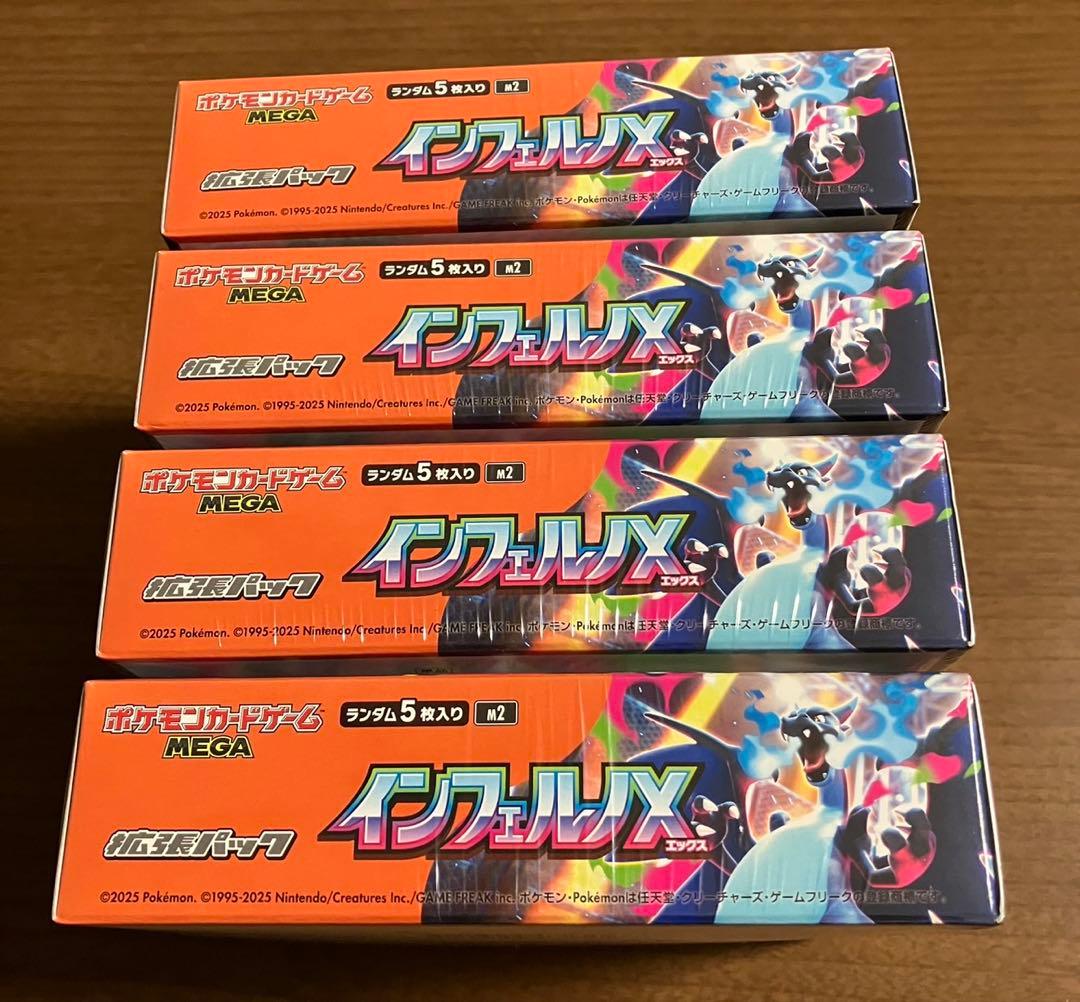 ポケモンカードゲーム
MEGA
ランダム5枚入り M2
インフェルノX
エックス
拡張パック
©2025 Pokémon. ©1995-2025 Nintendo/Creatures Inc./GAME FREAK inc. ポケモン・Pokémonは任天堂・クリーチャーズ・ゲームフリークの登録商標です。
ポケモンカードゲーム
MEGA
ランダム5枚入り M2
インフェルノX
エックス
拡張パック
©2025 Pokémon. ©1995-2025 Nintendo/Creatures Inc./GAME FREAK inc. ポケモン・Pokémonは任天堂・クリーチャーズ・ゲームフリークの登録商標です。
ポケモンカードゲーム
MEGA
ランダム5枚入り M2
インフェルノX
エックス
拡張パック
©2025 Pokémon. ©1995-2025 Nintendo/Creatures Inc./GAME FREAK inc. ポケモン・Pokémonは任天堂・クリーチャーズ・ゲームフリークの登録商標です。
ポケモンカードゲーム
MEGA
ランダム5枚入り M2
インフェルノX
エックス
拡張パック
©2025 Pokémon. ©1995-2025 Nintendo/Creatures Inc./GAME FREAK inc. ポケモン・Pokémonは任天堂・クリーチャーズ・ゲームフリークの登録商標です。